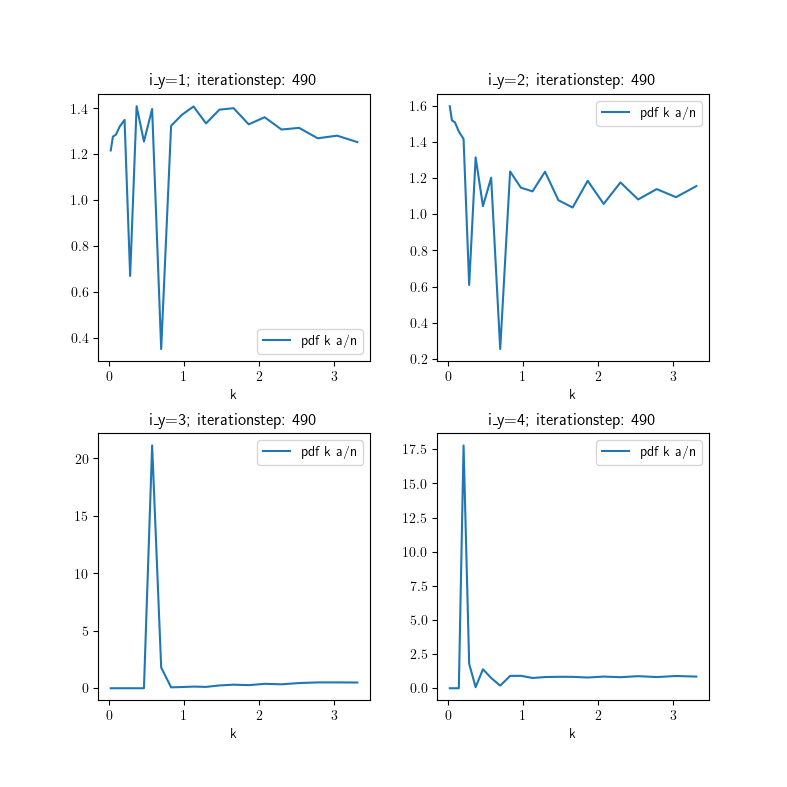 i_y=1; iterationstep: 490
1.4
1.2
1.0
0.8
0.6
0.4
pdf k a/n
0 1 2 3
k
i_y=2; iterationstep: 490
1.6
1.4
1.2
1.0
0.8
0.6
0.4
0.2
pdf k a/n
0 1 2 3
k
i_y=3; iterationstep: 490
20
15
10
5
0
pdf k a/n
0 1 2 3
k
i_y=4; iterationstep: 490
17.5
15.0
12.5
10.0
7.5
5.0
2.5
0.0
pdf k a/n
0 1 2 3
k